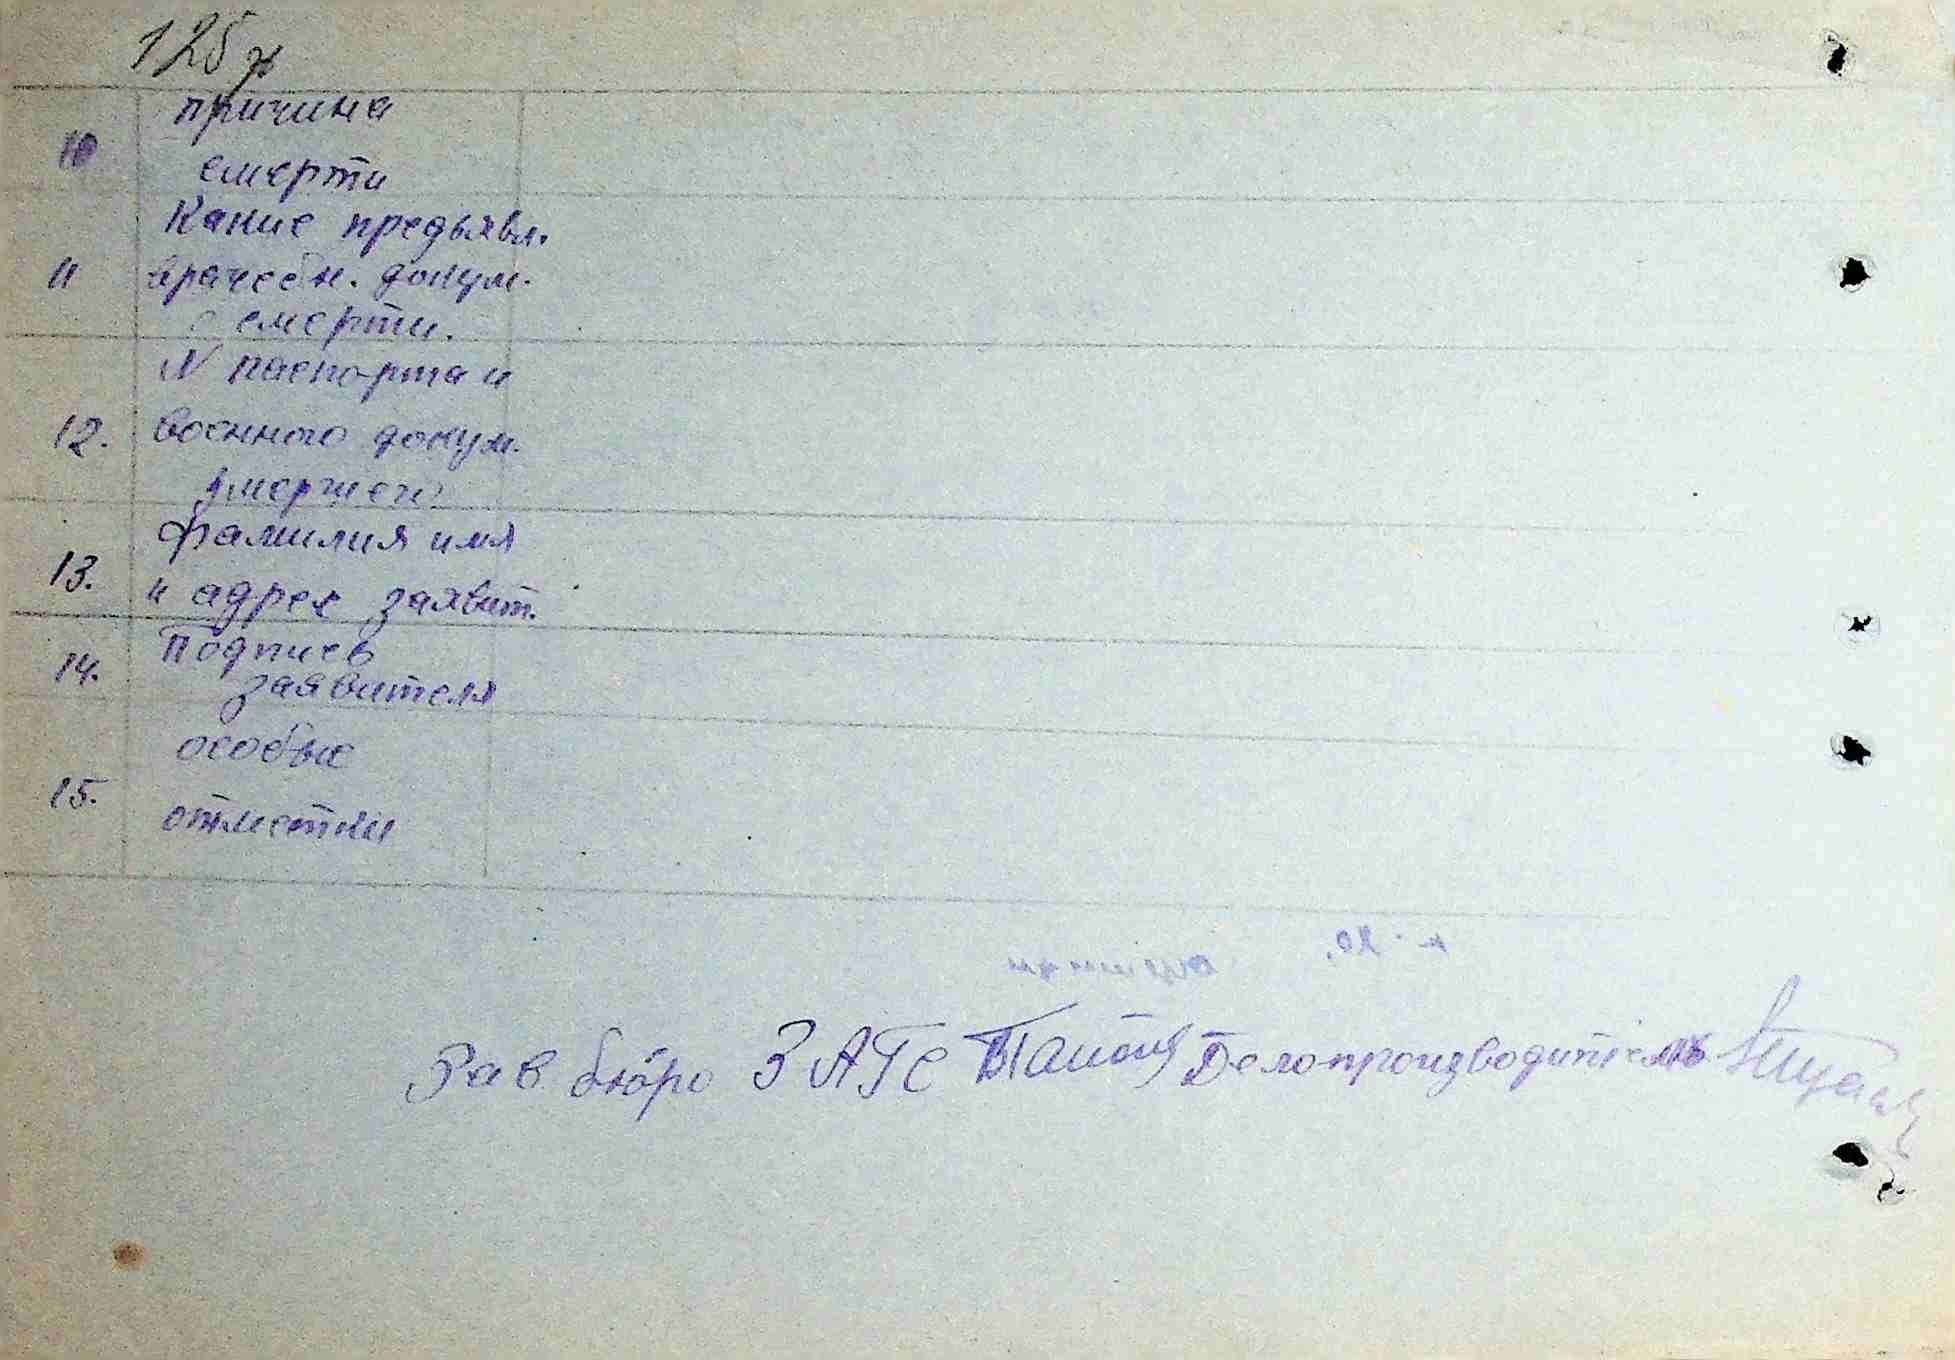 125
причина
10 смерти
Какие предъявл.
11 врачебн. докум.
о смерти.
N паспорта и
12. военного докум.
умершего
фамилия имя
13. и адрес заявит.
Подпись
14. заявителя
особые
15.
отметки
Зав бюро ЗАГС Делопроизводитель